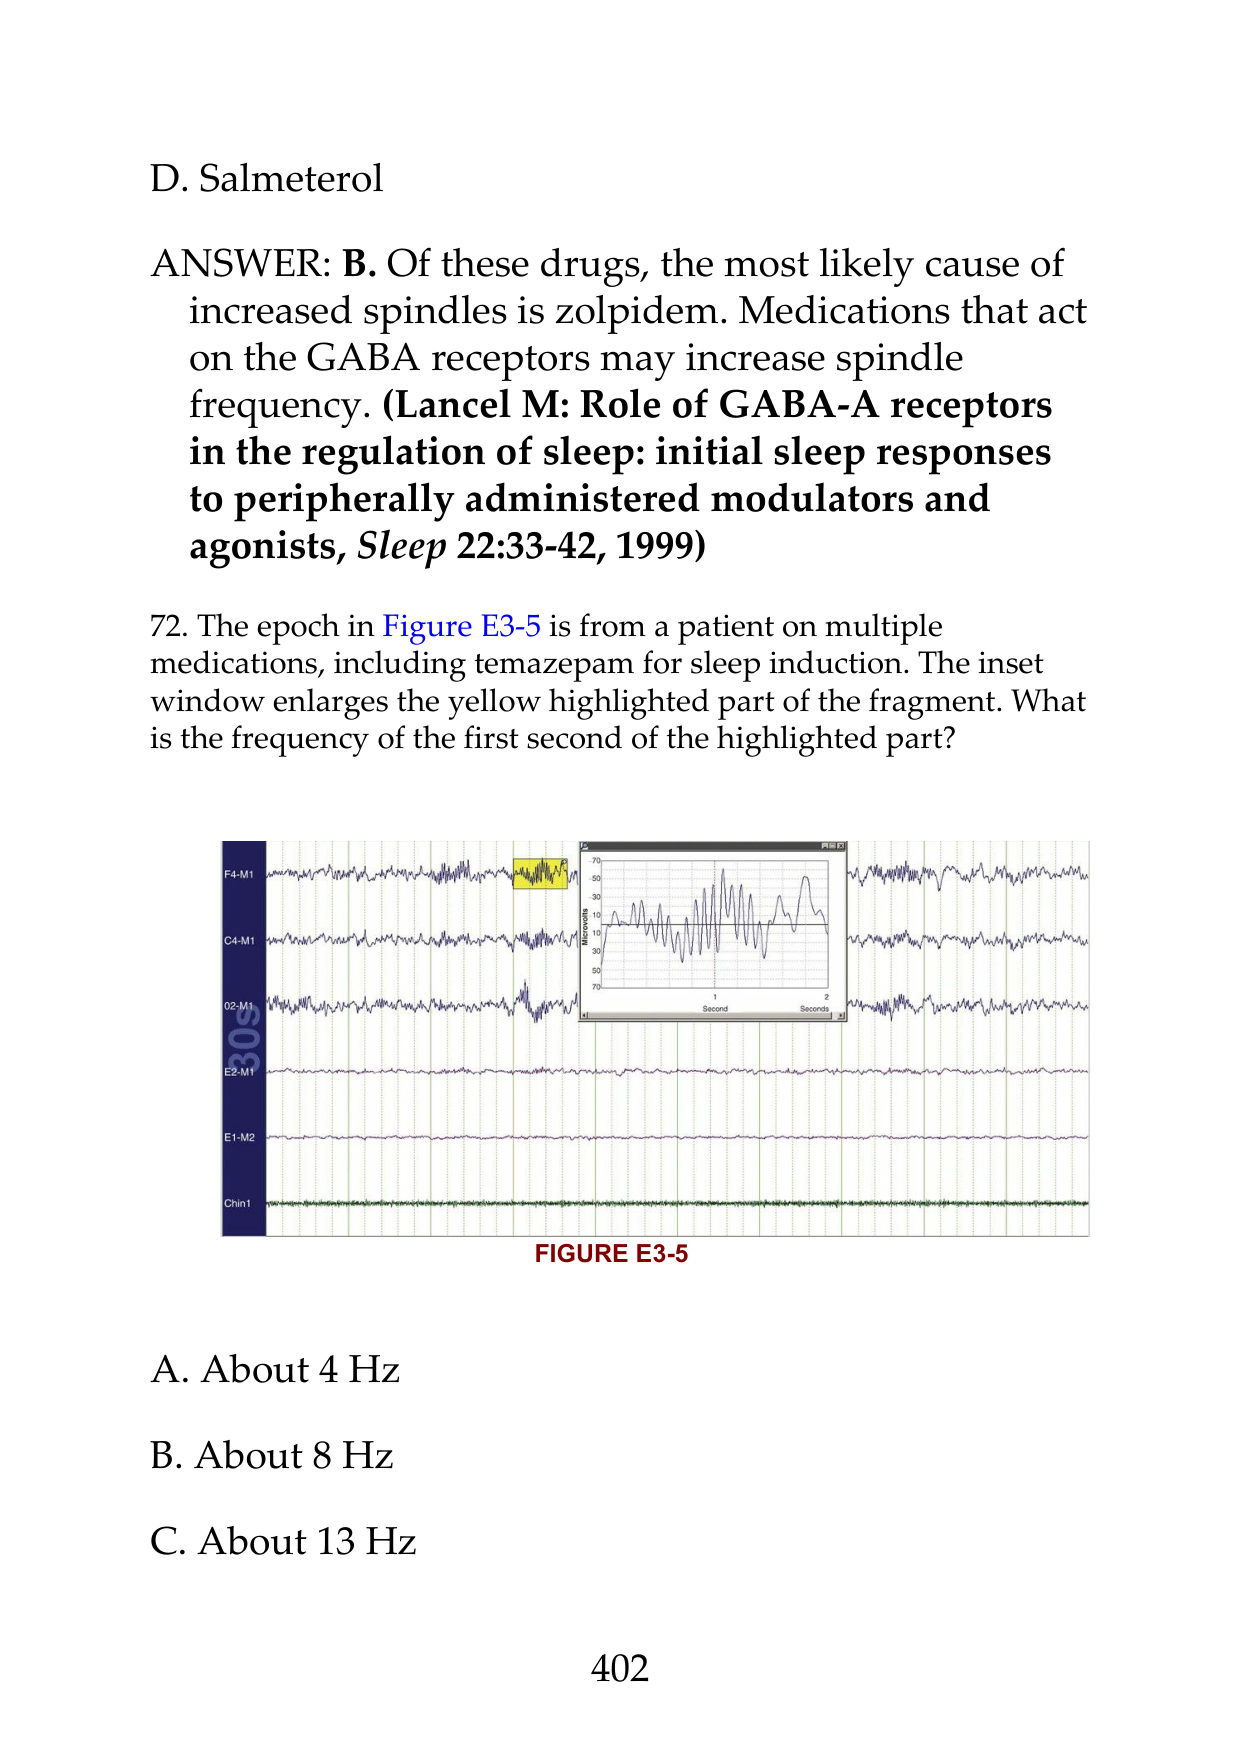 D. Salmeterol
ANSWER: B. Of these drugs, the most likely cause of
increased spindles is zolpidem. Medications that act
on the GABA receptors may increase spindle
frequency. (Lancel M: Role of GABA-A receptors
in the regulation of sleep: initial sleep responses
to peripherally administered modulators and
agonists, Sleep 22:33-42, 1999)
72. The epoch in Figure E3-5 is from a patient on multiple
medications, including temazepam for sleep induction. The inset
window enlarges the yellow highlighted part of the fragment. What
is the frequency of the first second of the highlighted part?
F4-M1
C4-M1
02-M1
30s
E2-M1
E1-M2
Chin1
-70
-50
-30
-10
10
30
50
70
Microvolts
1
2
Second
Seconds
FIGURE E3-5
A. About 4 Hz
B. About 8 Hz
C. About 13 Hz
402